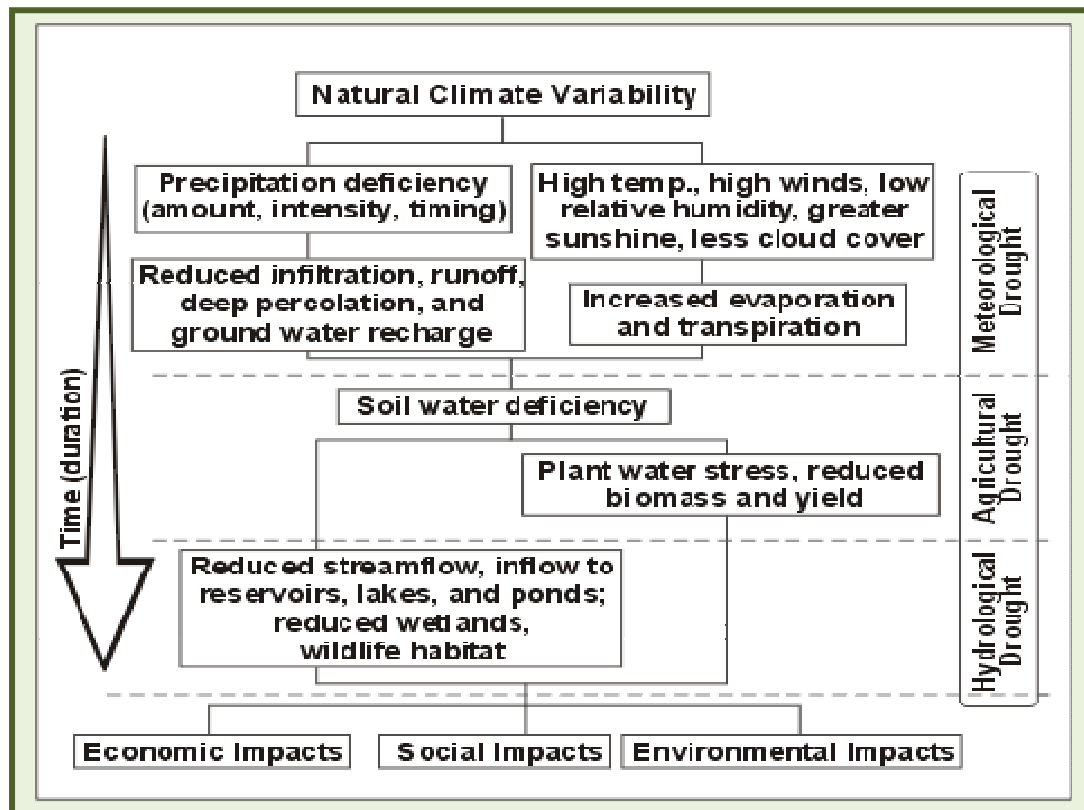 Natural Climate Variability
Precipitation deficiency
(amount, intensity, timing)
High temp., high winds, low
relative humidity, greater
sunshine, less cloud cover
Reduced infiltration, runoff,
deep percolation, and
ground water recharge
Increased evaporation
and transpiration
Meteorological
Drought
Soil water deficiency
Plant water stress, reduced
biomass and yield
Agricultural
Drought
Time (duration)
Reduced streamflow, inflow to
reservoirs, lakes, and ponds;
reduced wetlands,
wildlife habitat
Hydrological
Drought
Economic Impacts
Social Impacts
Environmental Impacts